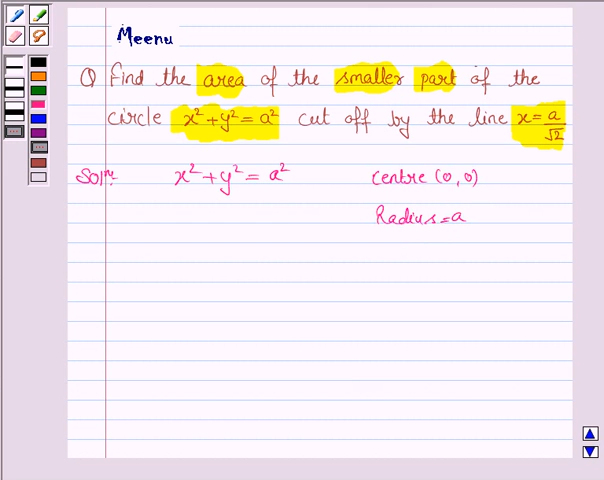 Meenu
Q Find the area of the smaller part of the
circle x² + y² = a² cut off by the line x = a/√2
Solⁿ: x² + y² = a² Centre (0, 0)
Radius = a